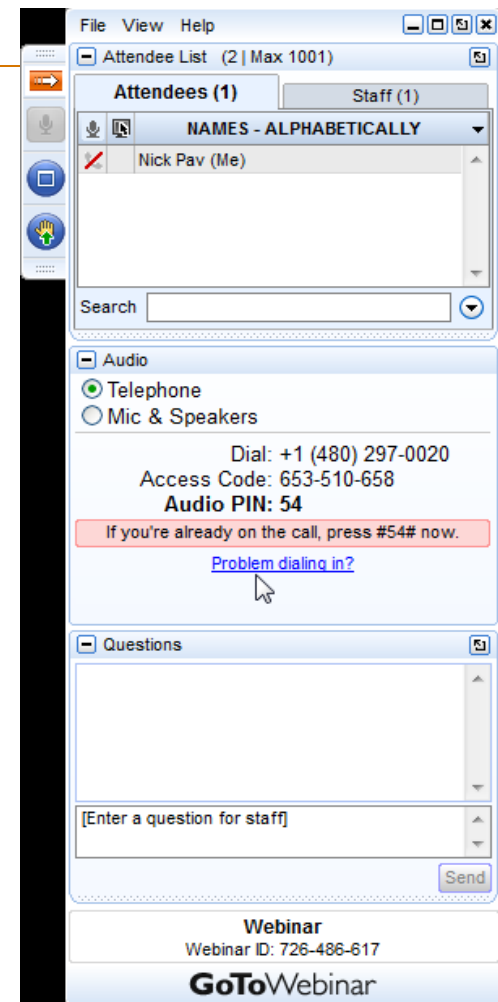 File View Help
Attendee List (2 | Max 1001)
Attendees (1) Staff (1)
NAMES - ALPHABETICALLY
Nick Pav (Me)
Search
Audio
Telephone
Mic & Speakers
Dial: +1 (480) 297-0020
Access Code: 653-510-658
Audio PIN: 54
If you're already on the call, press #54# now.
Problem dialing in?
Questions
[Enter a question for staff]
Send
Webinar
Webinar ID: 726-486-617
GoToWebinar